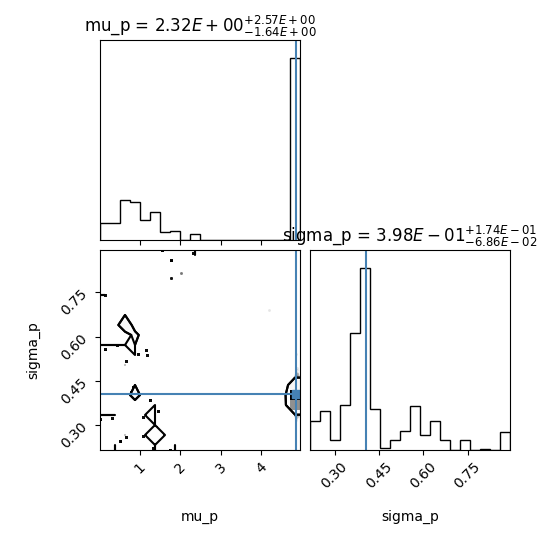 mu_p = 2.32E + 00+2.57E + 00 −1.64E + 00
sigma_p = 3.98E − 01+1.74E − 01 −6.86E − 02
sigma_p
0.75
0.60
0.45
0.30
1 2 3 4
0.30 0.45 0.60 0.75
mu_p
sigma_p